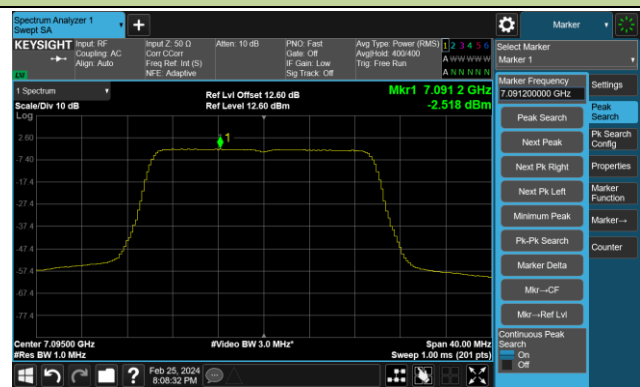 Spectrum Analyzer 1
Swept SA
Marker
KEYSIGHT
Input: RF
Coupling: AC
Align: Auto
Input Z: 50 Ω
Corr CCorr
Freq Ref: Int (S)
NFE: Adaptive
Atten: 10 dB
PNO: Fast
Gate: Off
IF Gain: Low
Sig Track: Off
Avg Type: Power (RMS)
Avg|Hold: 400/400
Trig: Free Run
1 2 3 4 5 6
A W W W W W
A N N N N N
LW
Select Marker
Marker 1
1 Spectrum
Scale/Div 10 dB
Log
Ref Lvl Offset 12.60 dB
Ref Level 12.60 dBm
Mkr1 7.091 2 GHz
-2.518 dBm
1
2.60
-7.40
-17.4
-27.4
-37.4
-47.4
-57.4
-67.4
-77.4
Center 7.09500 GHz
#Res BW 1.0 MHz
#Video BW 3.0 MHz*
Span 40.00 MHz
Sweep 1.00 ms (201 pts)
Marker Frequency
7.091200000 GHz
Peak Search
Next Peak
Next Pk Right
Next Pk Left
Minimum Peak
Pk-Pk Search
Marker Delta
Mkr→CF
Mkr→Ref Lvl
Continuous Peak
Search
On
Off
Settings
Peak
Search
Pk Search
Config
Properties
Marker
Function
Marker→
Counter
?
Feb 25, 2024
8:08:32 PM